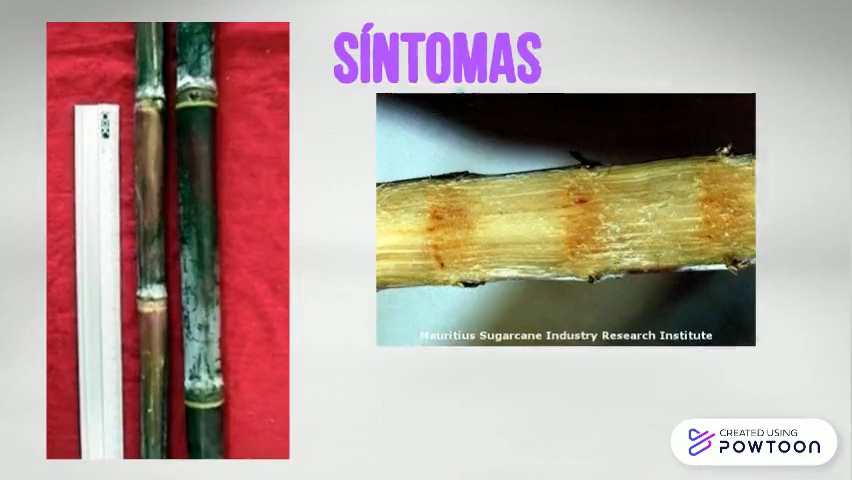 SÍNTOMAS
Mauritius Sugarcane Industry Research Institute
CREATED USING
POWTOON